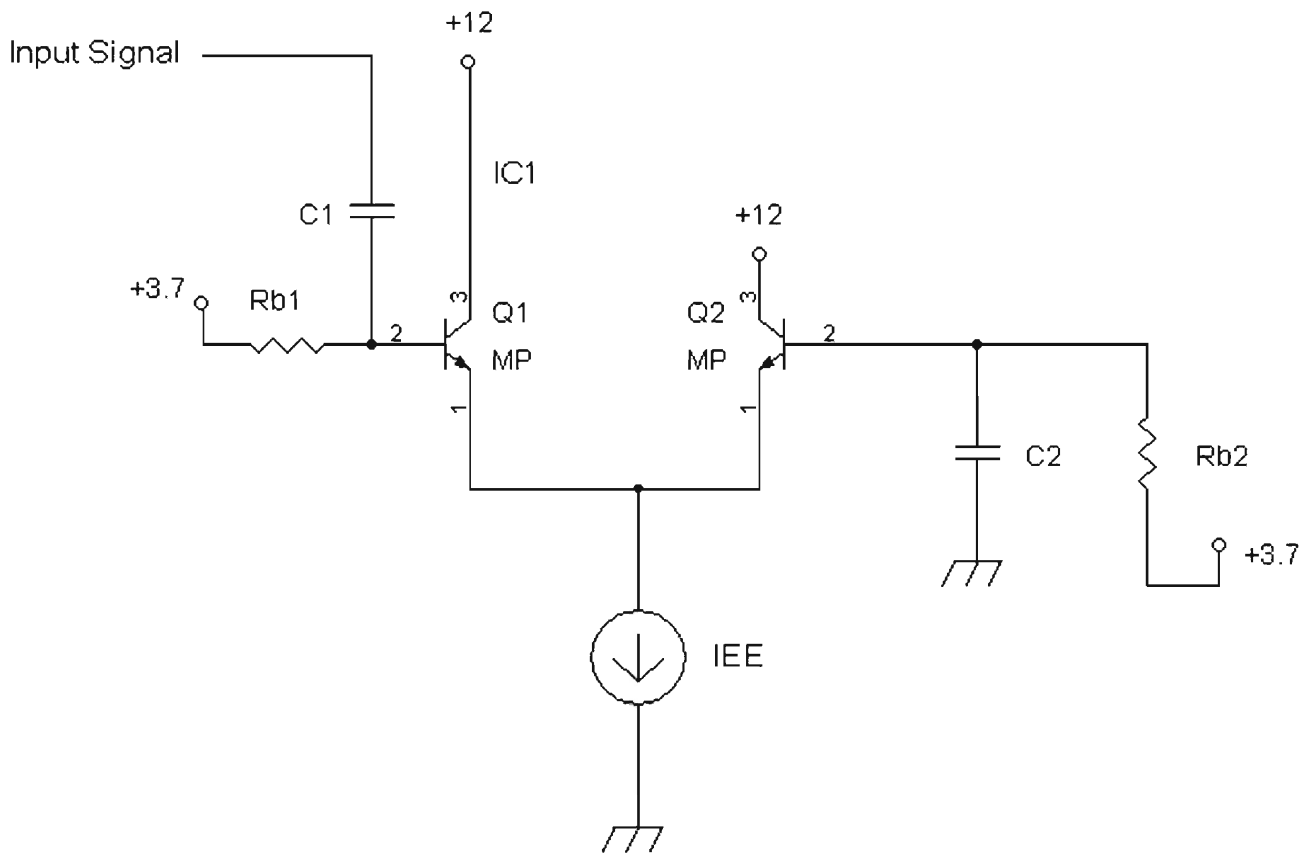 +12
Input Signal
IC1
C1
+12
+3.7
Rb1
3
Q1
Q2
3
2
2
MP
MP
1
1
C2
Rb2
+3.7
IEE